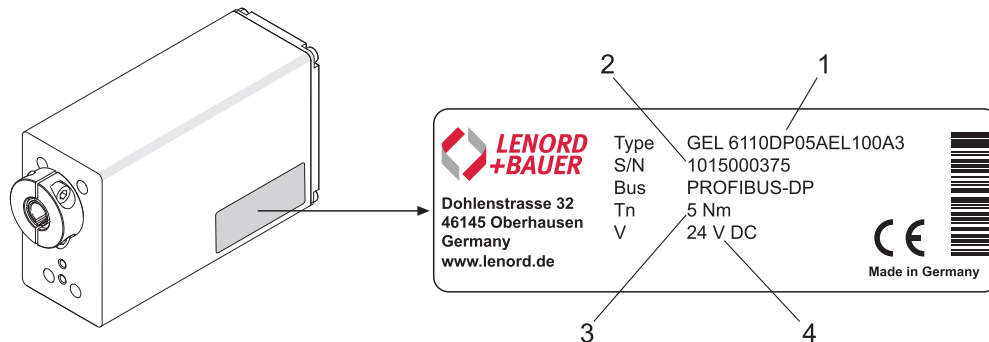 2 1
LENORD
+BAUER
Dohlenstrasse 32
46145 Oberhausen
Germany
www.lenord.de
Type GEL 6110DP05AEL100A3
S/N 1015000375
Bus PROFIBUS-DP
Tn 5 Nm
V 24 V DC
CE
Made in Germany
3 4